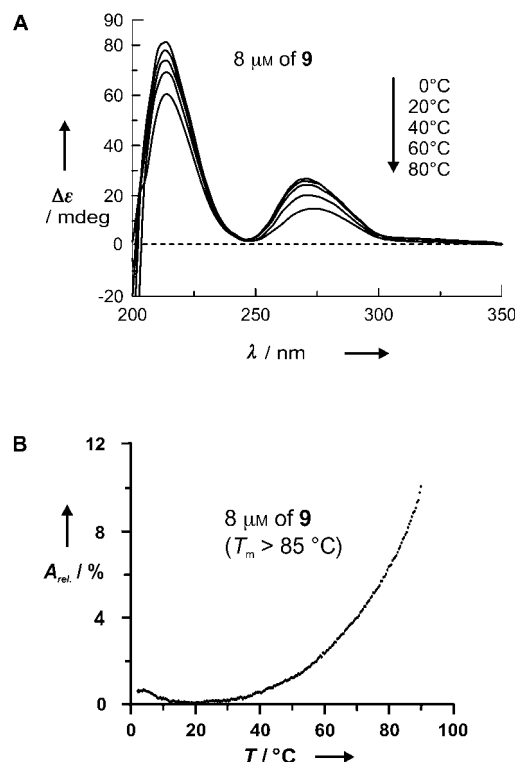 A
90
80
60
40
20
0
-20
Δε
/ mdeg
8 μM of 9
0°C
20°C
40°C
60°C
80°C
200
250
300
350
λ / nm
B
12
8
4
0
A rel. / %
8 μM of 9
(Tm > 85 °C)
0
20
40
60
80
100
T / °C